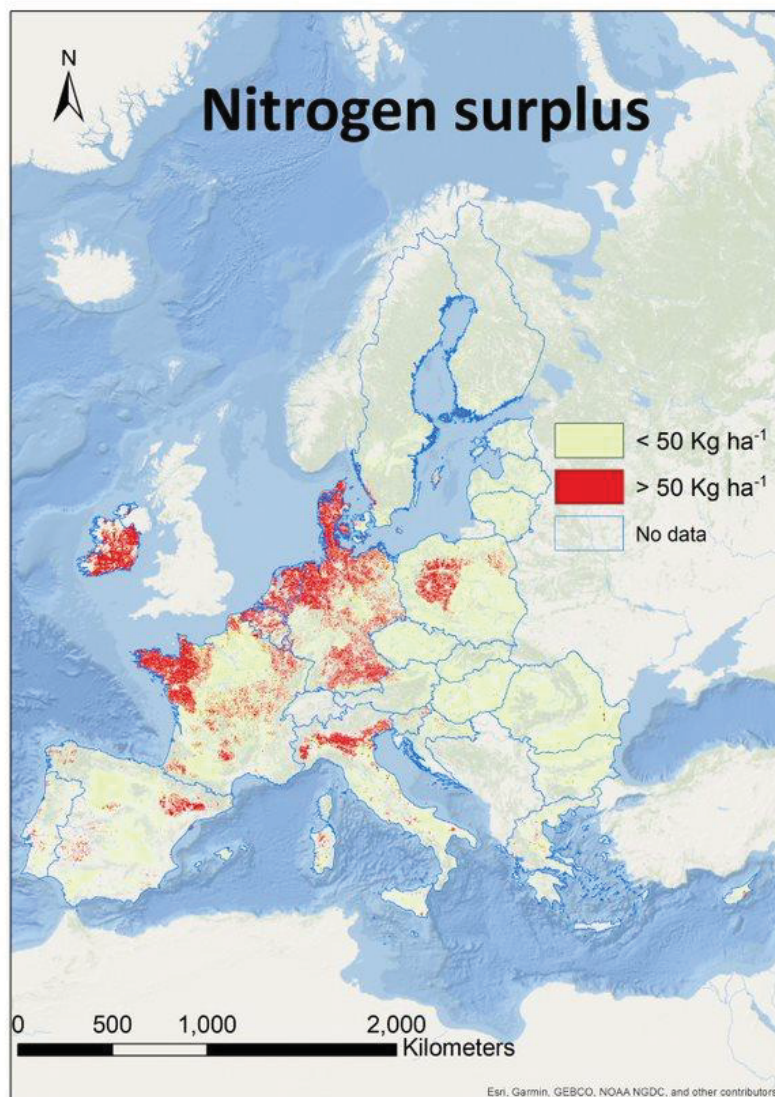 N
Nitrogen surplus
< 50 Kg ha⁻¹
> 50 Kg ha⁻¹
No data
0 500 1,000 2,000
Kilometers
Esri, Garmin, GEBCO, NOAA NGDC, and other contributors